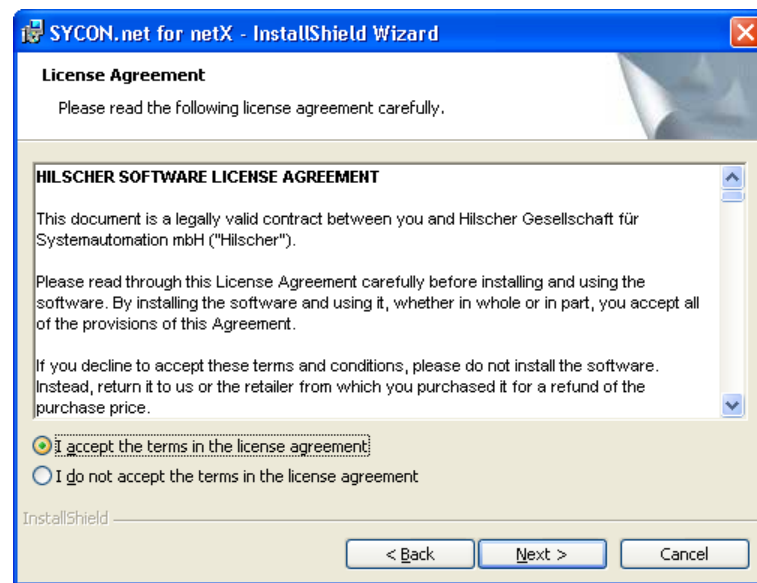 SYCON.net for netX - InstallShield Wizard
License Agreement
Please read the following license agreement carefully.
HILSCHER SOFTWARE LICENSE AGREEMENT
This document is a legally valid contract between you and Hilscher Gesellschaft für
Systemautomation mbH ("Hilscher").
Please read through this License Agreement carefully before installing and using the
software. By installing the software and using it, whether in whole or in part, you accept all
of the provisions of this Agreement.
If you decline to accept these terms and conditions, please do not install the software.
Instead, return it to us or the retailer from which you purchased it for a refund of the
purchase price.
I accept the terms in the license agreement
I do not accept the terms in the license agreement
InstallShield
< Back
Next >
Cancel